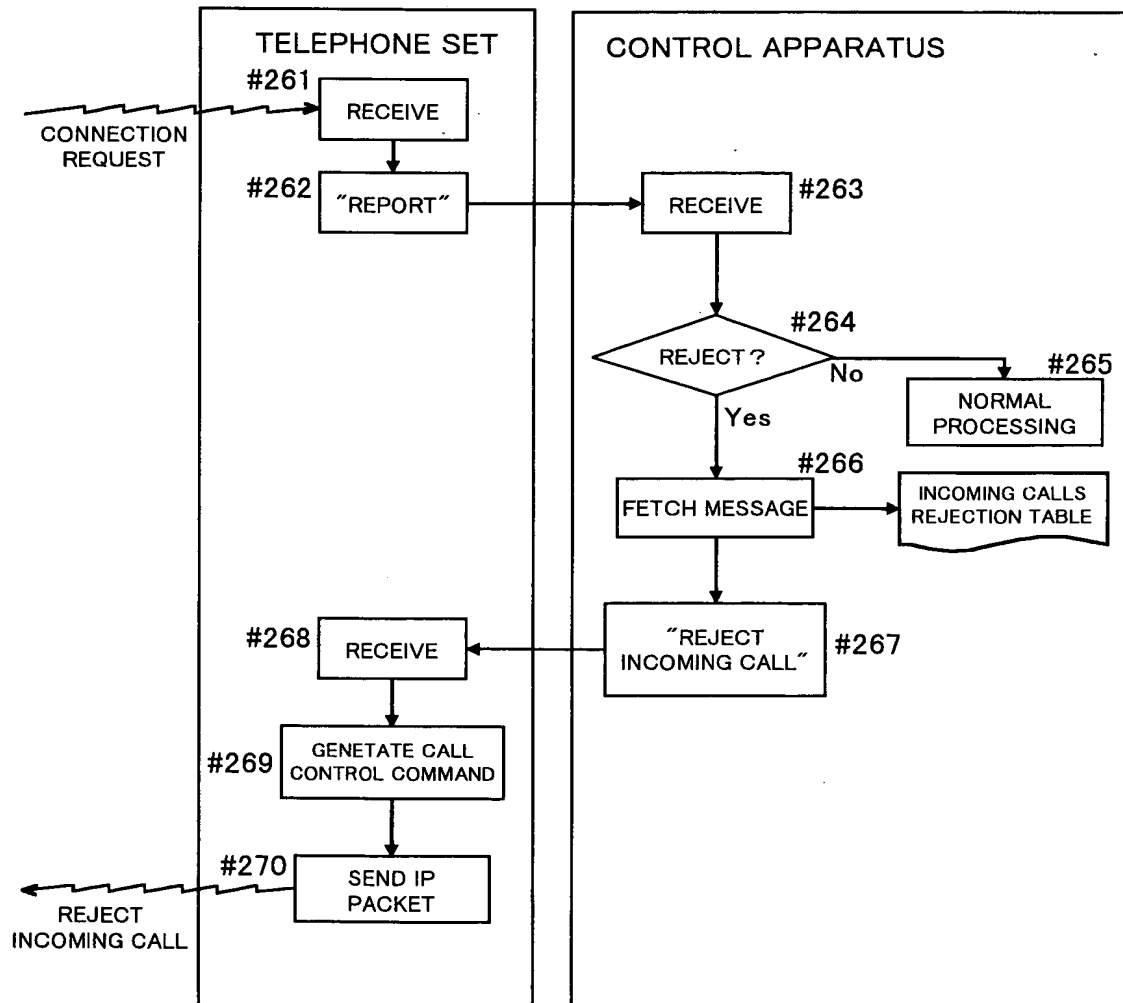 TELEPHONE SET
CONTROL APPARATUS
#261
RECEIVE
CONNECTION
REQUEST
#262
"REPORT"
#263
RECEIVE
#264
REJECT?
No
#265
NORMAL
PROCESSING
Yes
#266
FETCH MESSAGE
INCOMING CALLS
REJECTION TABLE
"REJECT
INCOMING CALL"
#267
#268
RECEIVE
#269
GENETATE CALL
CONTROL COMMAND
#270
SEND IP
PACKET
REJECT
INCOMING CALL